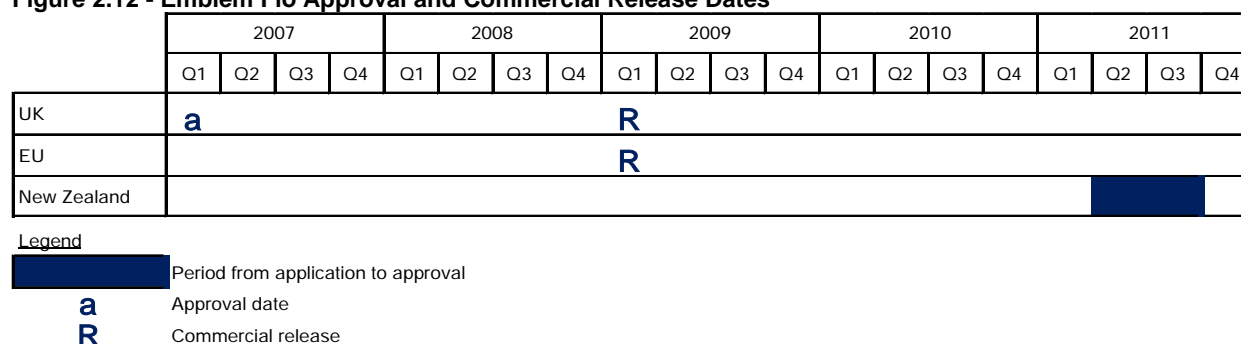 Figure 2.12 - Emblem Flo Approval and Commercial Release Dates
2007 2008 2009 2010 2011
Q1 Q2 Q3 Q4 Q1 Q2 Q3 Q4 Q1 Q2 Q3 Q4 Q1 Q2 Q3 Q4 Q1 Q2 Q3 Q4
UK a R
EU R
New Zealand
Legend
Period from application to approval
a Approval date
R Commercial release